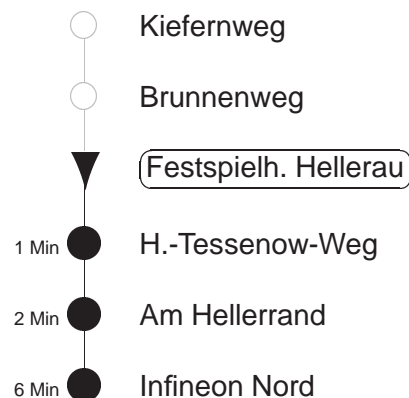 Kiefernweg
Brunnenweg
Festspielh. Hellerau
1 Min H.-Tessenow-Weg
2 Min Am Hellerrand
6 Min Infineon Nord